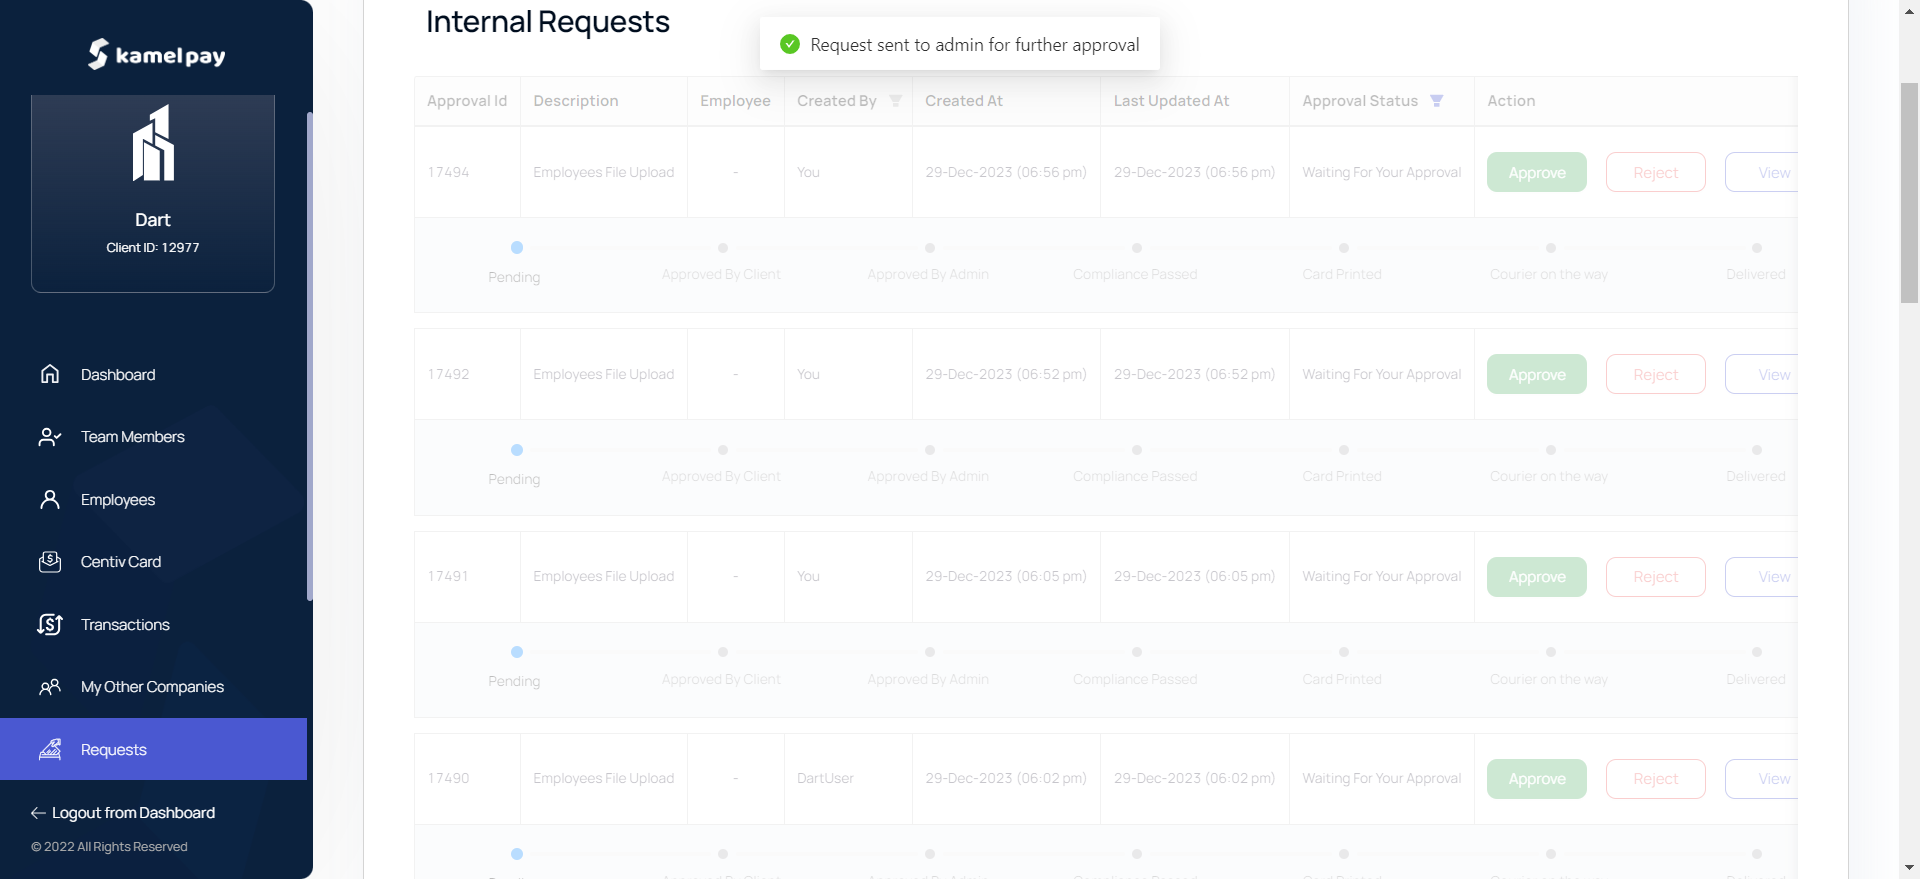 kamelpay
Dart
Client ID: 12977
Dashboard
Team Members
Employees
Centiv Card
Transactions
My Other Companies
Requests
Logout from Dashboard
© 2022 All Rights Reserved
Internal Requests
Request sent to admin for further approval
Approval Id Description Employee Created By Created At Last Updated At Approval Status Action
17494 Employees File Upload - You 29-Dec-2023 (06:56 pm) 29-Dec-2023 (06:56 pm) Waiting For Your Approval Approve Reject View
Pending Approved By Client Approved By Admin Compliance Passed Card Printed Courier on the way Delivered
17492 Employees File Upload - You 29-Dec-2023 (06:52 pm) 29-Dec-2023 (06:52 pm) Waiting For Your Approval Approve Reject View
Pending Approved By Client Approved By Admin Compliance Passed Card Printed Courier on the way Delivered
17491 Employees File Upload - You 29-Dec-2023 (06:05 pm) 29-Dec-2023 (06:05 pm) Waiting For Your Approval Approve Reject View
Pending Approved By Client Approved By Admin Compliance Passed Card Printed Courier on the way Delivered
17490 Employees File Upload - DartUser 29-Dec-2023 (06:02 pm) 29-Dec-2023 (06:02 pm) Waiting For Your Approval Approve Reject View